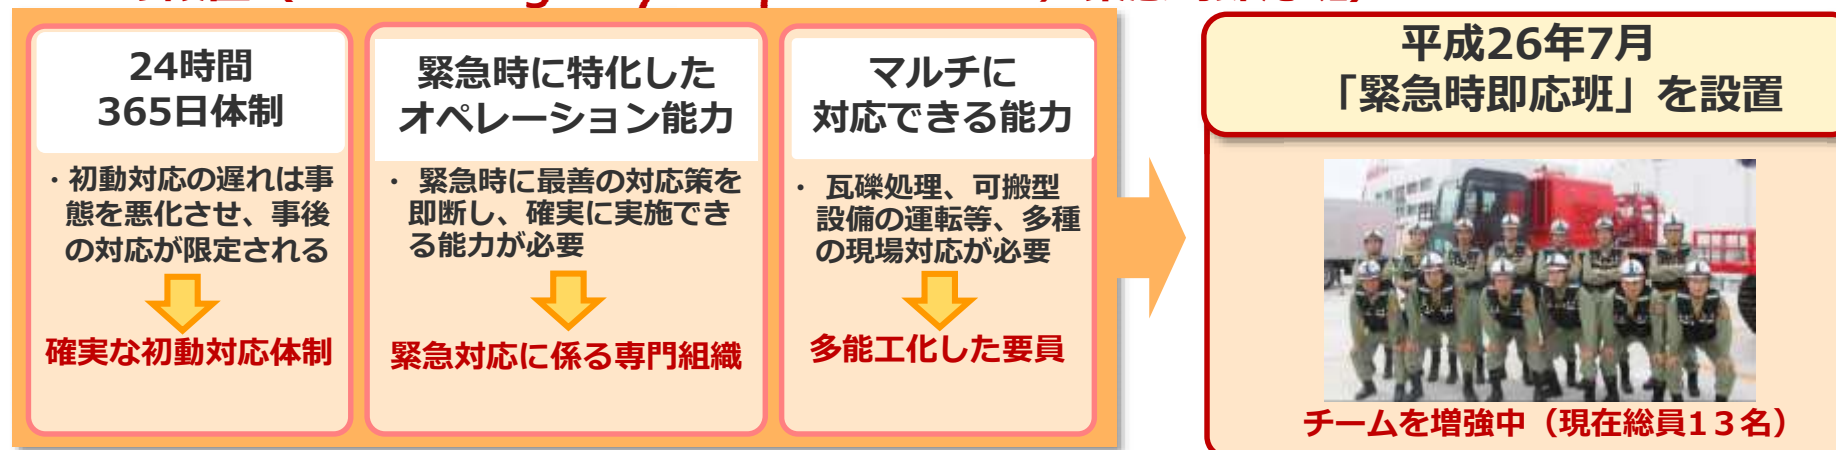 24時間
365日体制
・初動対応の遅れは事
態を悪化させ、事後
の対応が限定される
確実な初動対応体制
緊急時に特化した
オペレーション能力
・ 緊急時に最善の対応策を
即断し、確実に実施でき
る能力が必要
緊急対応に係る専門組織
マルチに
対応できる能力
・ 瓦礫処理、可搬型
設備の運転等、多種
の現場対応が必要
多能工化した要員
平成26年7月
「緊急時即応班」を設置
チームを増強中（現在総員1３名）